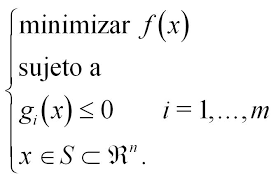 minimizar f(x)
sujeto a
gᵢ(x) ≤ 0 i = 1,...,m
x ∈ S ⊂ ℜⁿ.